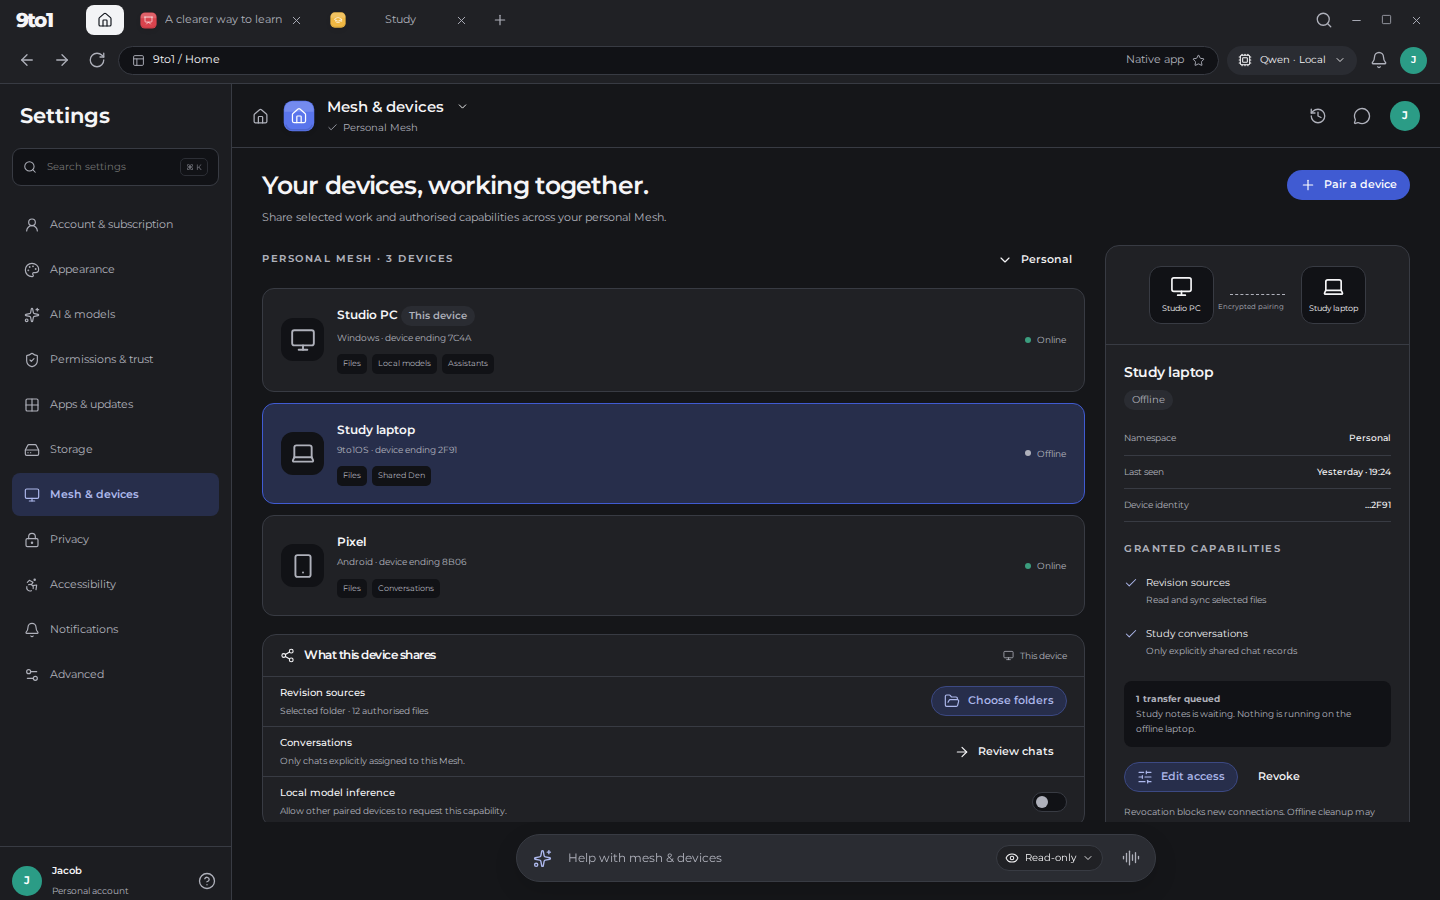 9to1
A clearer way to learn
Study
9to1 / Home
Native app
Qwen · Local
J
Settings
Search settings
⌘ K
Account & subscription
Appearance
AI & models
Permissions & trust
Apps & updates
Storage
Mesh & devices
Privacy
Accessibility
Notifications
Advanced
J
Jacob
Personal account
Mesh & devices
Personal Mesh
J
Your devices, working together.
Share selected work and authorised capabilities across your personal Mesh.
Pair a device
PERSONAL MESH · 3 DEVICES
Personal
Studio PC This device
Windows · device ending 7C4A
Files Local models Assistants
Online
Study laptop
9to1OS · device ending 2F91
Files Shared Den
Offline
Pixel
Android · device ending 8B06
Files Conversations
Online
What this device shares
This device
Revision sources
Selected folder · 12 authorised files
Choose folders
Conversations
Only chats explicitly assigned to this Mesh.
Review chats
Local model inference
Allow other paired devices to request this capability.
Studio PC
Encrypted pairing
Study laptop
Study laptop
Offline
Namespace Personal
Last seen Yesterday · 19:24
Device identity …2F91
GRANTED CAPABILITIES
Revision sources
Read and sync selected files
Study conversations
Only explicitly shared chat records
1 transfer queued
Study notes is waiting. Nothing is running on the
offline laptop.
Edit access
Revoke
Revocation blocks new connections. Offline cleanup may
Help with mesh & devices
Read-only